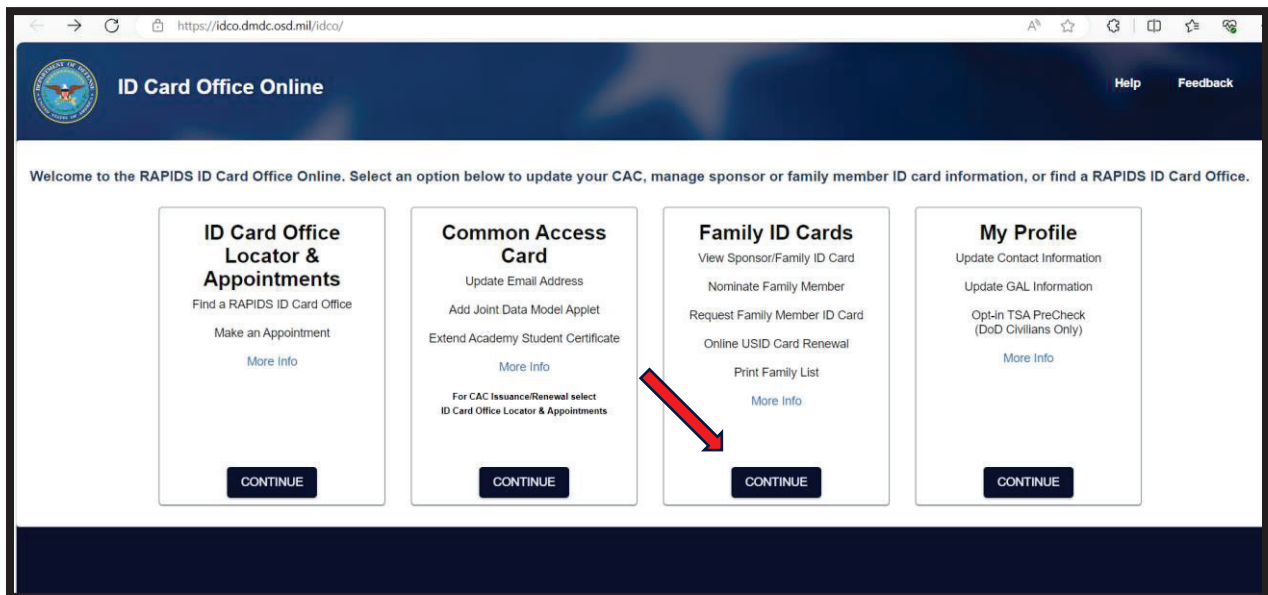 https://idco.dmdc.osd.mil/idco/
ID Card Office Online
Help
Feedback
Welcome to the RAPIDS ID Card Office Online. Select an option below to update your CAC, manage sponsor or family member ID card information, or find a RAPIDS ID Card Office.
ID Card Office
Locator &
Appointments
Find a RAPIDS ID Card Office
Make an Appointment
More Info
CONTINUE
Common Access
Card
Update Email Address
Add Joint Data Model Applet
Extend Academy Student Certificate
More Info
For CAC Issuance/Renewal select
ID Card Office Locator & Appointments
CONTINUE
Family ID Cards
View Sponsor/Family ID Card
Nominate Family Member
Request Family Member ID Card
Online USID Card Renewal
Print Family List
More Info
CONTINUE
My Profile
Update Contact Information
Update GAL Information
Opt-in TSA PreCheck
(DoD Civilians Only)
More Info
CONTINUE